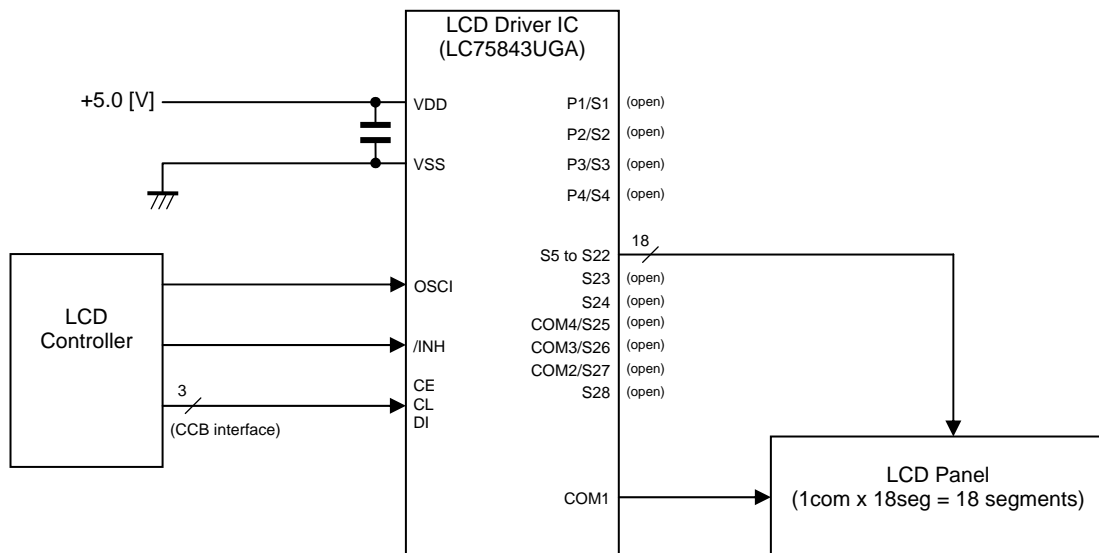 LCD Driver IC
(LC75843UGA)
+5.0 [V]
VDD
VSS
P1/S1 (open)
P2/S2 (open)
P3/S3 (open)
P4/S4 (open)
18
S5 to S22
S23 (open)
S24 (open)
COM4/S25 (open)
COM3/S26 (open)
COM2/S27 (open)
S28 (open)
LCD
Controller
OSCI
/INH
3
(CCB interface)
CE
CL
DI
COM1
LCD Panel
(1com x 18seg = 18 segments)